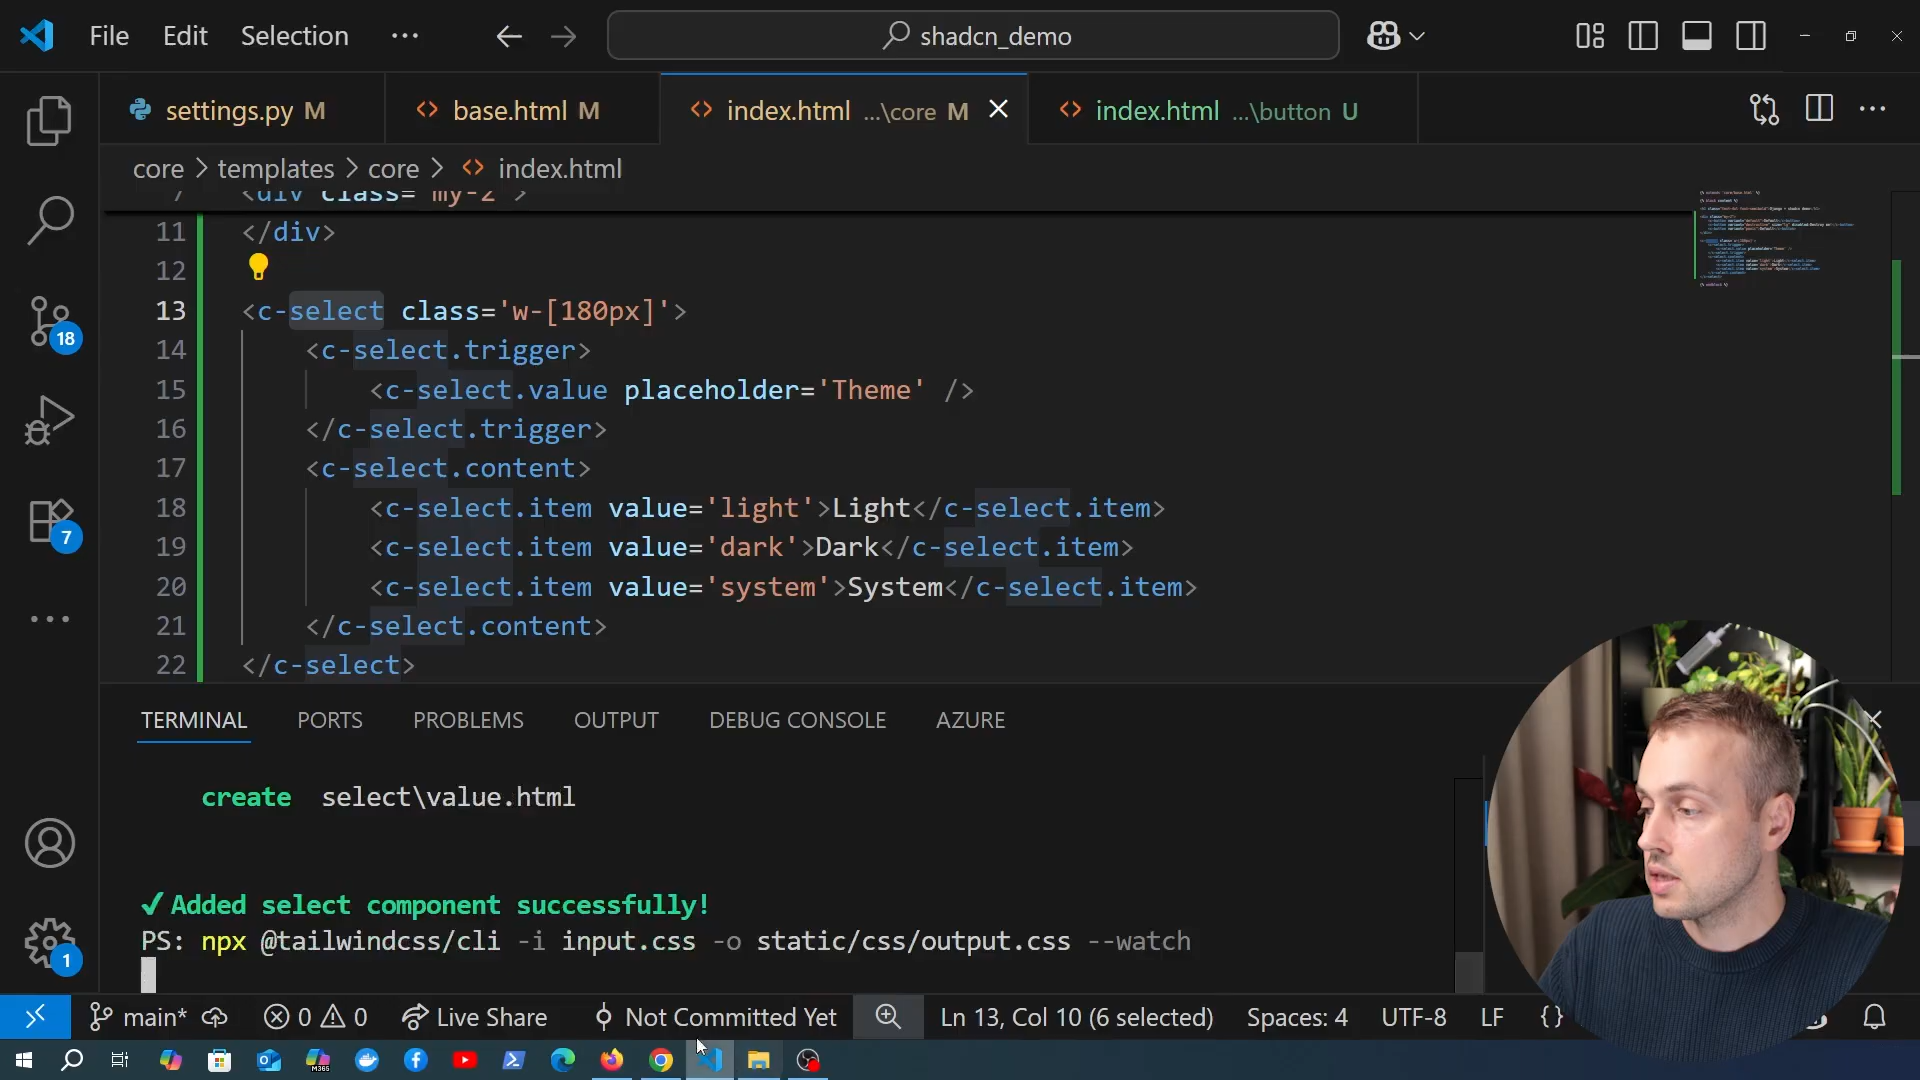 File Edit Selection ··· shadcn_demo
settings.py M base.html M index.html ...\core M index.html ...\button U
core > templates > core > index.html
7 <div class="my-2">
11 </div>
12
13 <c-select class='w-[180px]'>
14 <c-select.trigger>
15 <c-select.value placeholder='Theme' />
16 </c-select.trigger>
17 <c-select.content>
18 <c-select.item value='light'>Light</c-select.item>
19 <c-select.item value='dark'>Dark</c-select.item>
20 <c-select.item value='system'>System</c-select.item>
21 </c-select.content>
22 </c-select>
18
7
1
TERMINAL PORTS PROBLEMS OUTPUT DEBUG CONSOLE AZURE
create select\value.html
✓ Added select component successfully!
PS: npx @tailwindcss/cli -i input.css -o static/css/output.css --watch
main* 0 0 Live Share Not Committed Yet Ln 13, Col 10 (6 selected) Spaces: 4 UTF-8 LF {}
M365